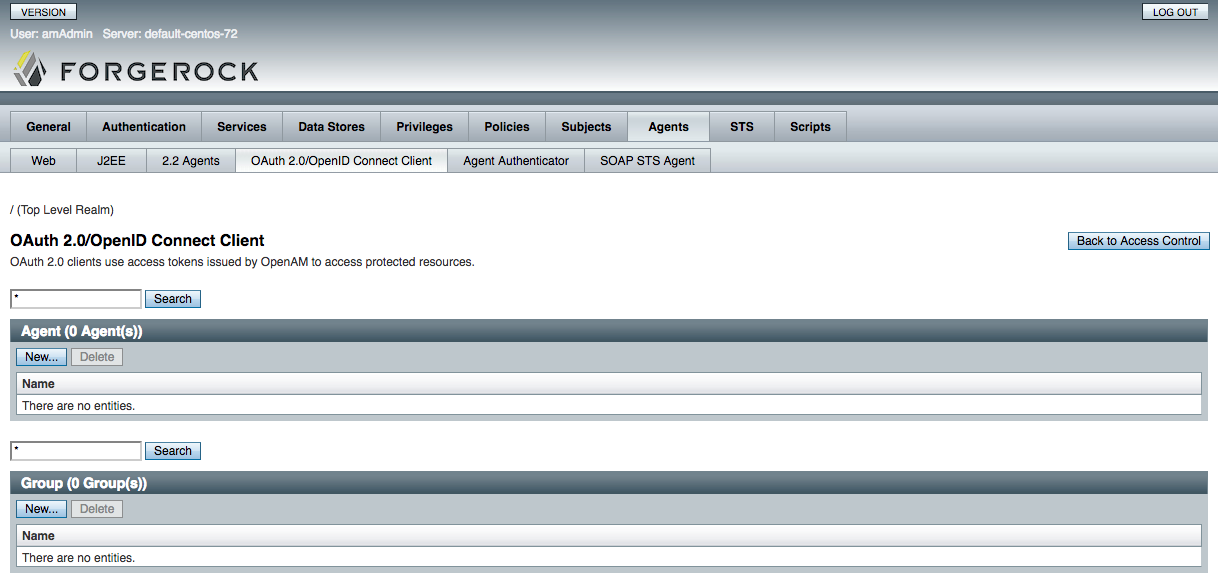 VERSION LOG OUT
User: amAdmin Server: default-centos-72
FORGEROCK
General Authentication Services Data Stores Privileges Policies Subjects Agents STS Scripts
Web J2EE 2.2 Agents OAuth 2.0/OpenID Connect Client Agent Authenticator SOAP STS Agent
/ (Top Level Realm)
OAuth 2.0/OpenID Connect Client Back to Access Control
OAuth 2.0 clients use access tokens issued by OpenAM to access protected resources.
* Search
Agent (0 Agent(s))
New... Delete
Name
There are no entities.
* Search
Group (0 Group(s))
New... Delete
Name
There are no entities.